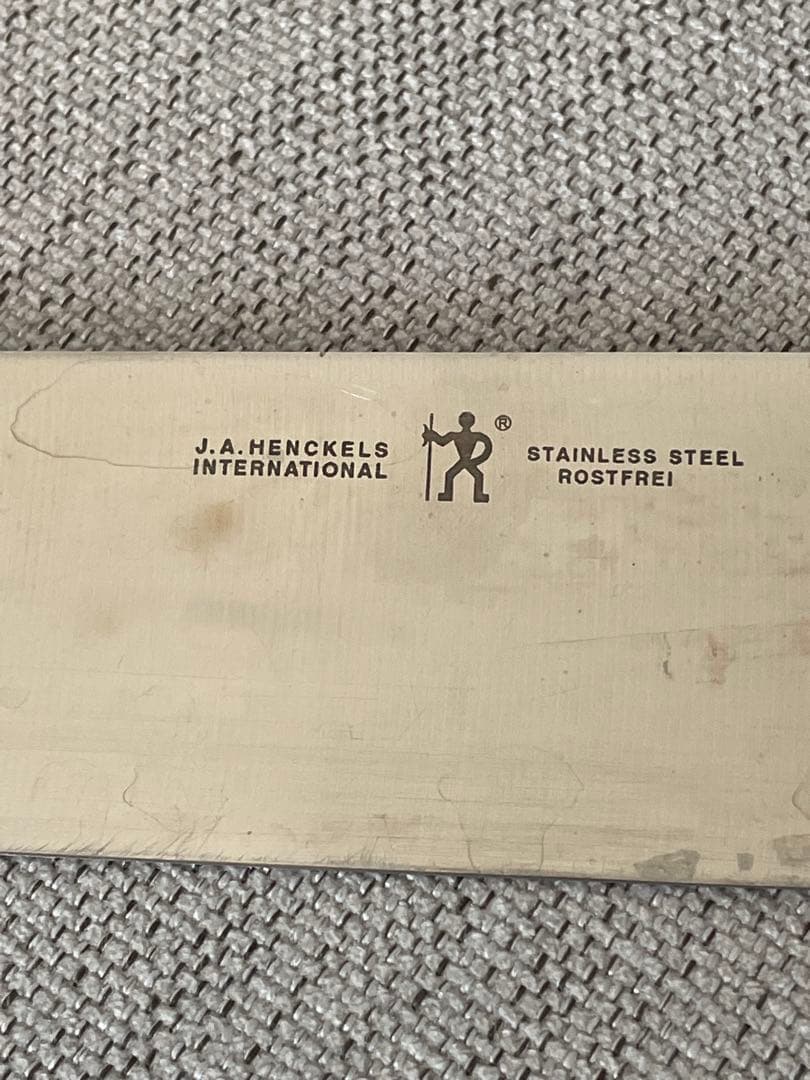 J.A.HENCKELS
INTERNATIONAL
®
STAINLESS STEEL
ROSTFREI